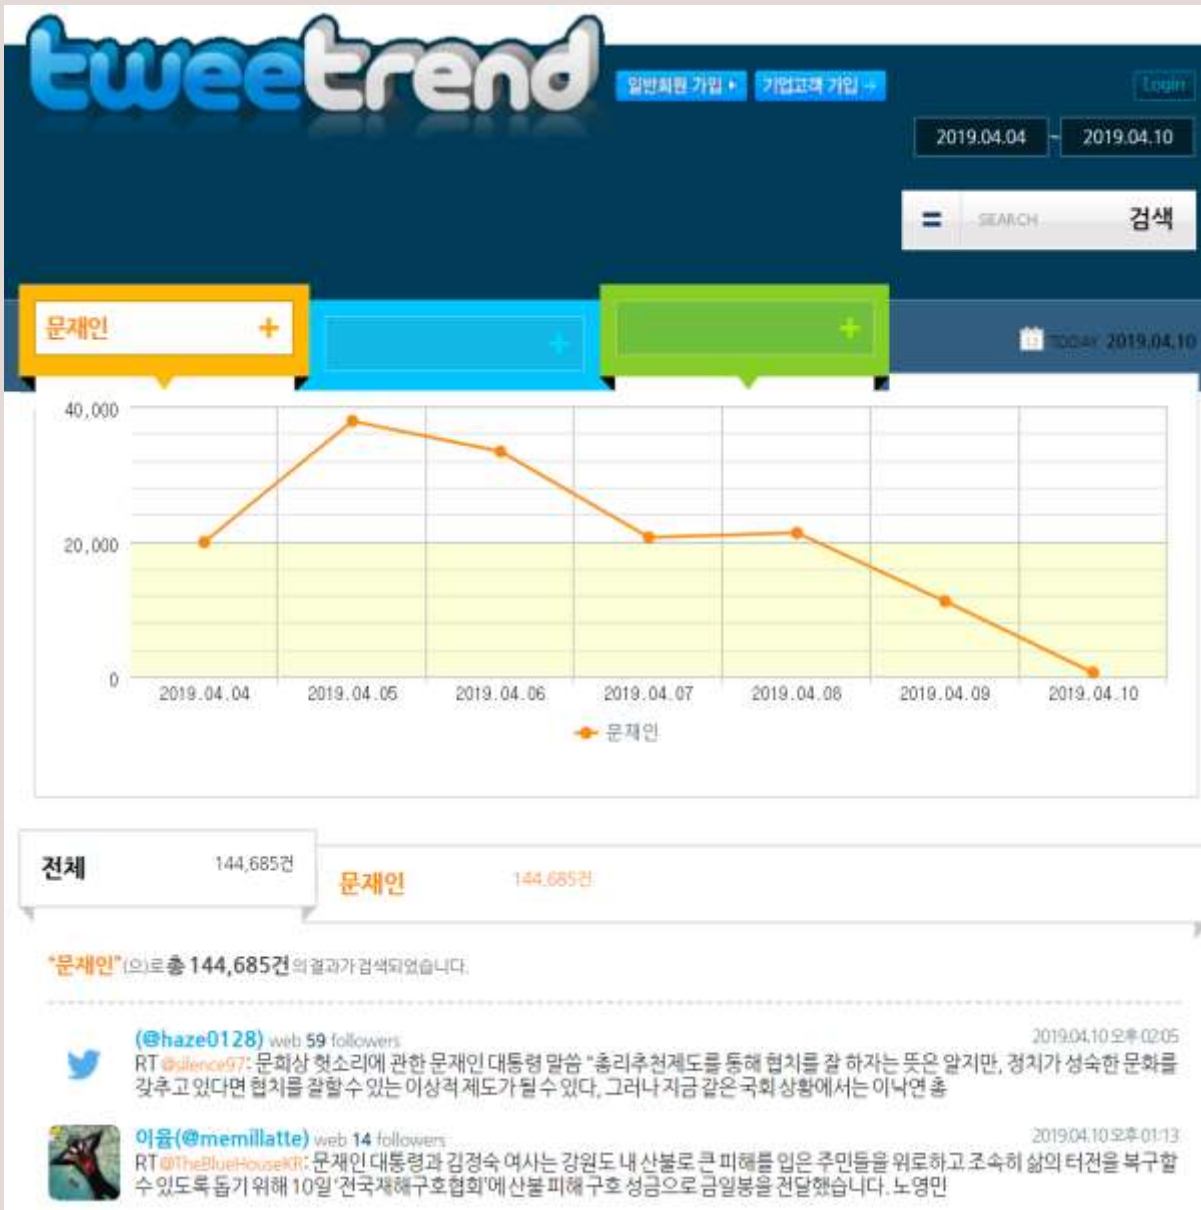 tweetrend
일반회원 가입 기업고객 가입
Login
2019.04.04 ~ 2019.04.10
SEARCH 검색
문재인 +
TODAY 2019.04.10
40,000
20,000
0
2019.04.04 2019.04.05 2019.04.06 2019.04.07 2019.04.08 2019.04.09 2019.04.10
문재인
전체 144,685건 문재인 144,685건
"문재인"(으)로 총 144,685건의 결과가 검색되었습니다.
(@haze0128) web 59 followers 2019.04.10 오후 02:05
RT @silence97: 문희상 헛소리에 관한 문재인 대통령 말씀 "총리추천제도를 통해 협치를 잘 하자는 뜻은 알지만, 정치가 성숙한 문화를
갖추고 있다면 협치를 잘할 수 있는 이상적 제도가 될 수 있다, 그러나 지금 같은 국회 상황에서는 이낙연 총
이율(@memillatte) web 14 followers 2019.04.10 오후 01:13
RT @TheBlueHouseKR: 문재인 대통령과 김정숙 여사는 강원도 내 산불로 큰 피해를 입은 주민들을 위로하고 조속히 삶의 터전을 복구할
수 있도록 돕기 위해 10일 '전국재해구호협회'에 산불 피해 구호 성금으로 금일봉을 전달했습니다. 노영민